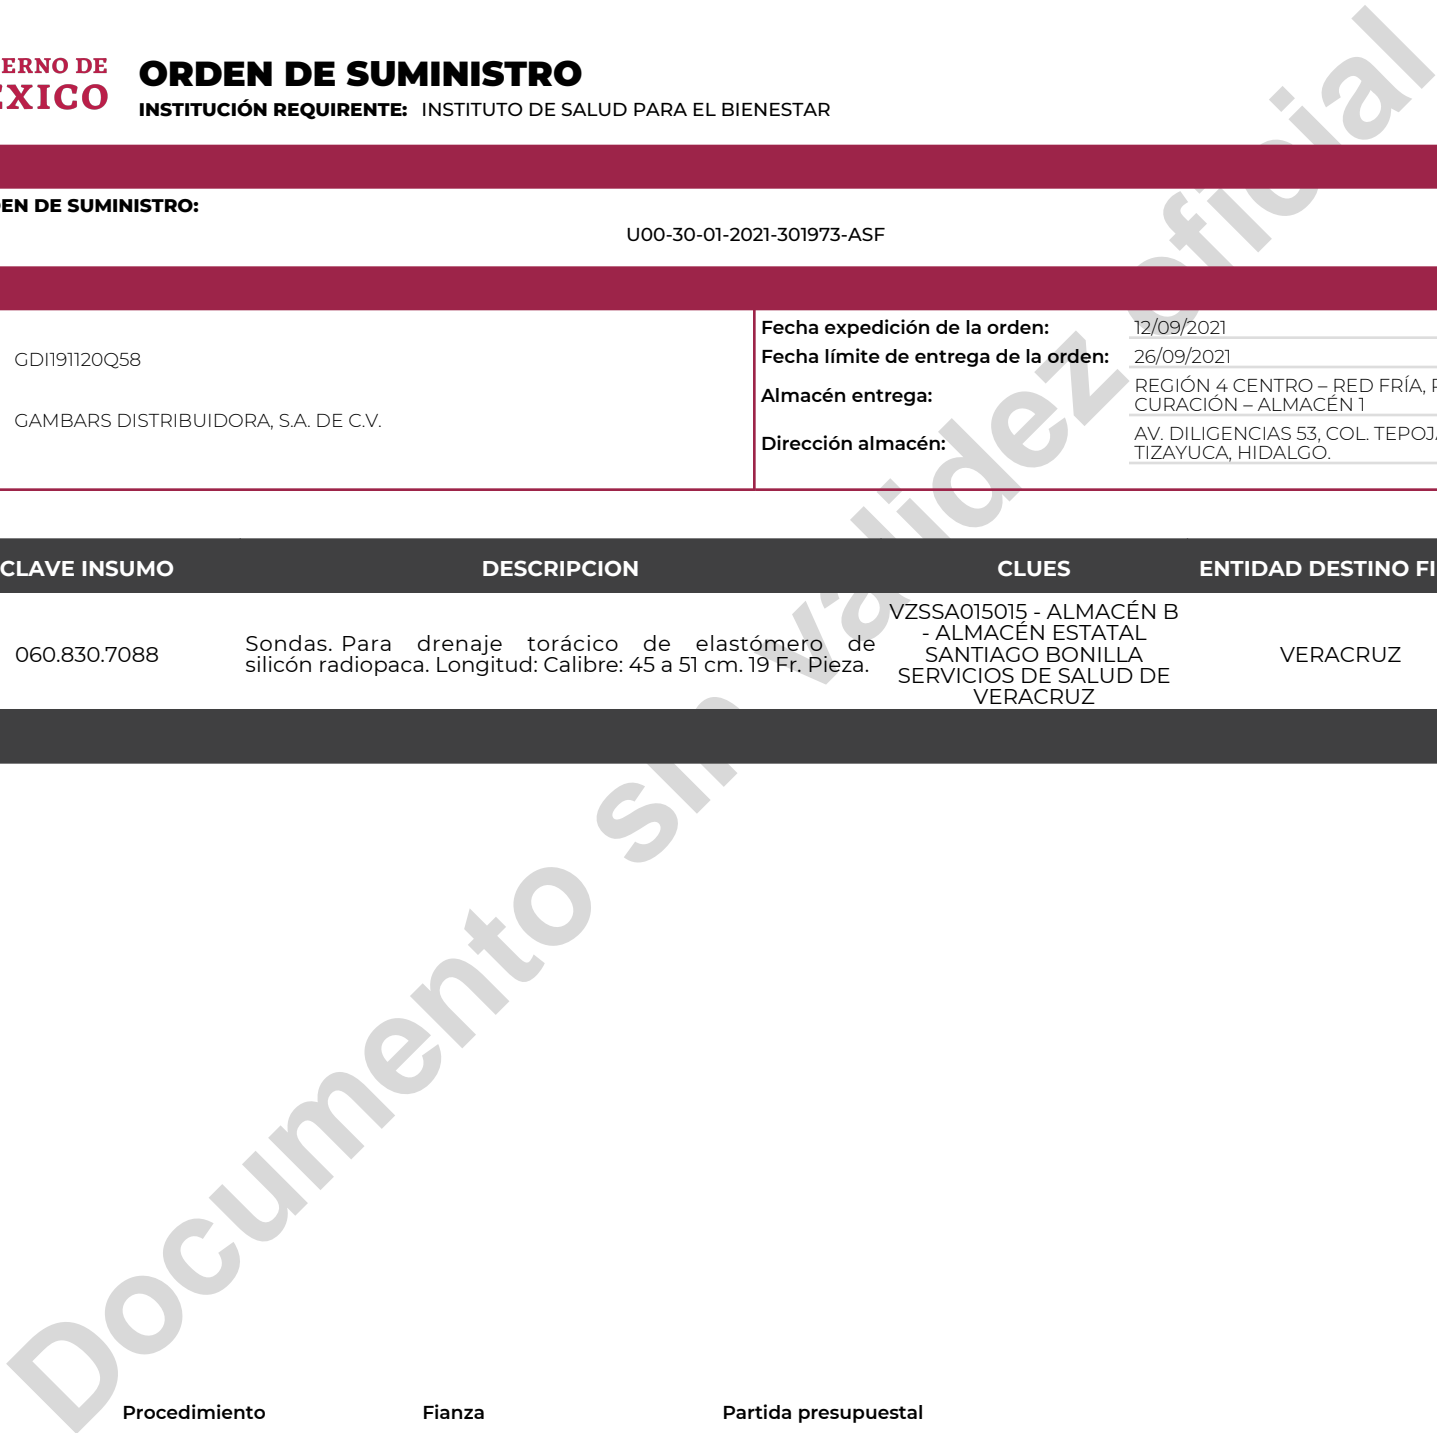 ERNO DE
EXICO
ORDEN DE SUMINISTRO
INSTITUCIÓN REQUIRENTE: INSTITUTO DE SALUD PARA EL BIENESTAR
EN DE SUMINISTRO:
U00-30-01-2021-301973-ASF
GDI191120Q58
GAMBARS DISTRIBUIDORA, S.A. DE C.V.
Fecha expedición de la orden: 12/09/2021
Fecha límite de entrega de la orden: 26/09/2021
Almacén entrega: REGIÓN 4 CENTRO – RED FRÍA,
CURACIÓN – ALMACÉN 1
Dirección almacén: AV. DILIGENCIAS 53, COL. TEPOJA
TIZAYUCA, HIDALGO.
CLAVE INSUMO DESCRIPCION CLUES ENTIDAD DESTINO FI
060.830.7088
Sondas. Para drenaje torácico de elastómero de
silicón radiopaca. Longitud: Calibre: 45 a 51 cm. 19 Fr. Pieza.
VZSSA015015 - ALMACÉN B
- ALMACÉN ESTATAL
SANTIAGO BONILLA
SERVICIOS DE SALUD DE
VERACRUZ
VERACRUZ
Documento sin validez oficial
Procedimiento Fianza Partida presupuestal